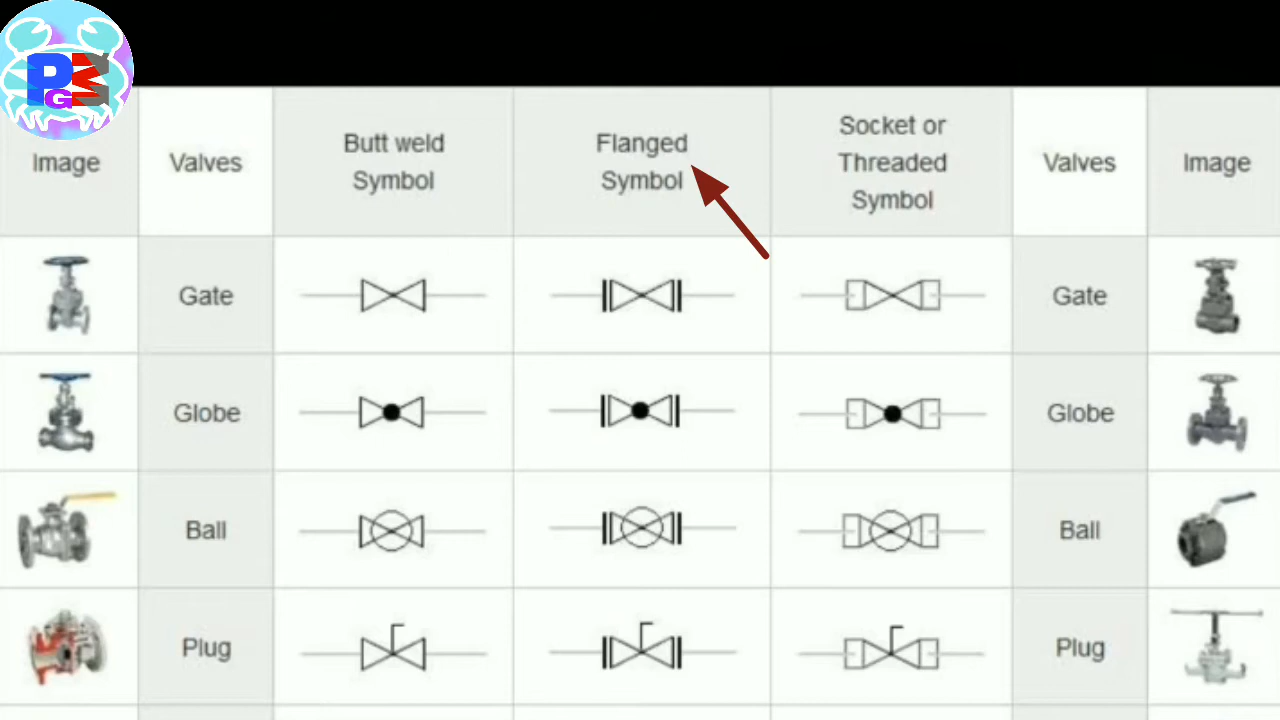 PM
G
Image
Valves
Butt weld
Symbol
Flanged
Symbol
Socket or
Threaded
Symbol
Valves
Image
Gate
Gate
Globe
Globe
Ball
Ball
Plug
Plug